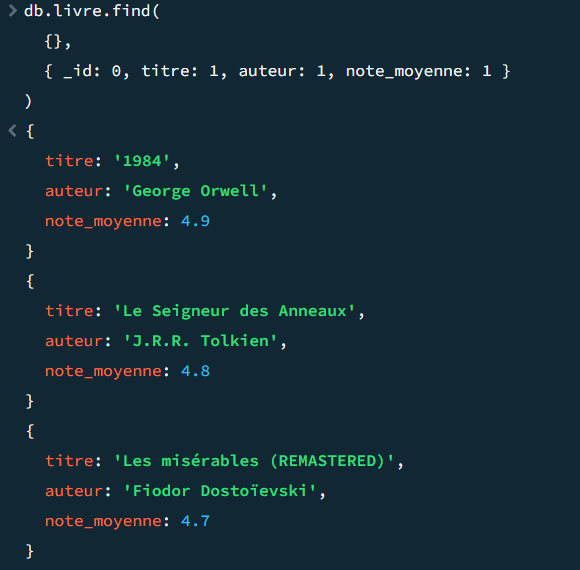 db.livre.find(
{},
{ _id: 0, titre: 1, auteur: 1, note_moyenne: 1 }
)
{
titre: '1984',
auteur: 'George Orwell',
note_moyenne: 4.9
}
{
titre: 'Le Seigneur des Anneaux',
auteur: 'J.R.R. Tolkien',
note_moyenne: 4.8
}
{
titre: 'Les misérables (REMASTERED)',
auteur: 'Fiodor Dostoïevski',
note_moyenne: 4.7
}